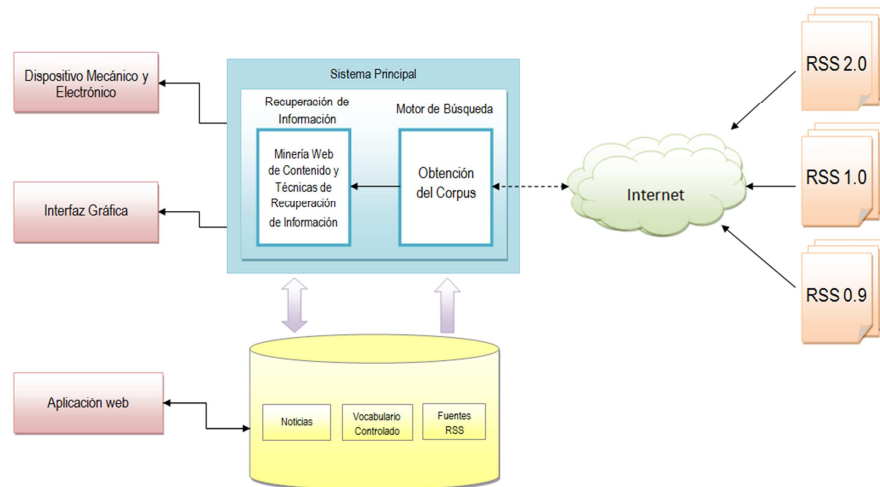 Dispositivo Mecánico y
Electrónico
Interfaz Gráfica
Aplicación web
Sistema Principal
Recuperación de
Información
Minería Web
de Contenido y
Técnicas de
Recuperación
de Información
Motor de Búsqueda
Obtención
del Corpus
Noticias
Vocabulario
Controlado
Fuentes
RSS
Internet
RSS 2.0
RSS 1.0
RSS 0.9